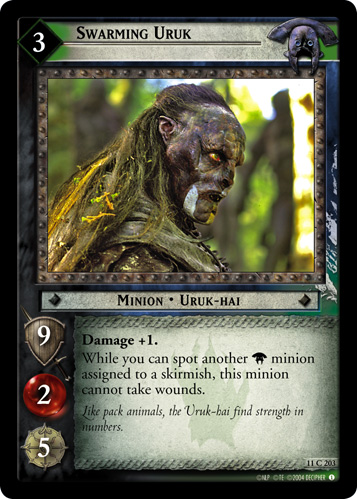 3
Swarming Uruk
Minion • Uruk-hai
9
2
5
Damage +1.
While you can spot another minion
assigned to a skirmish, this minion
cannot take wounds.
Like pack animals, the Uruk-hai find strength in
numbers.
11 C 203
©NLP ©TE ©2004 DECIPHER